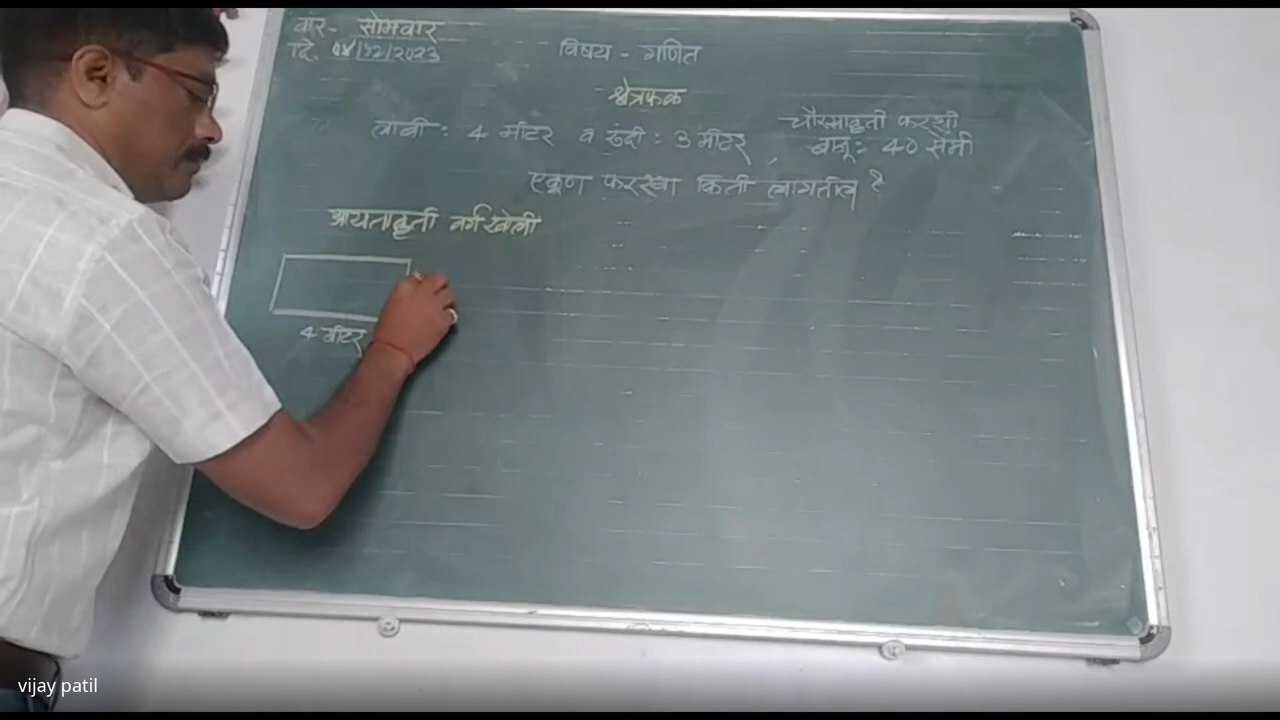 वार- सोमवार
दि. 04/12/2023
विषय - गणित
क्षेत्रफळ
लांबी : 4 मीटर व रुंदी : 3 मीटर, चौरसाकृती फरशी
बाजू = 40 सेमी
एकूण फरश्या किती लागतील ?
आयताकृती वर्गखोली
4 मीटर
vijay patil